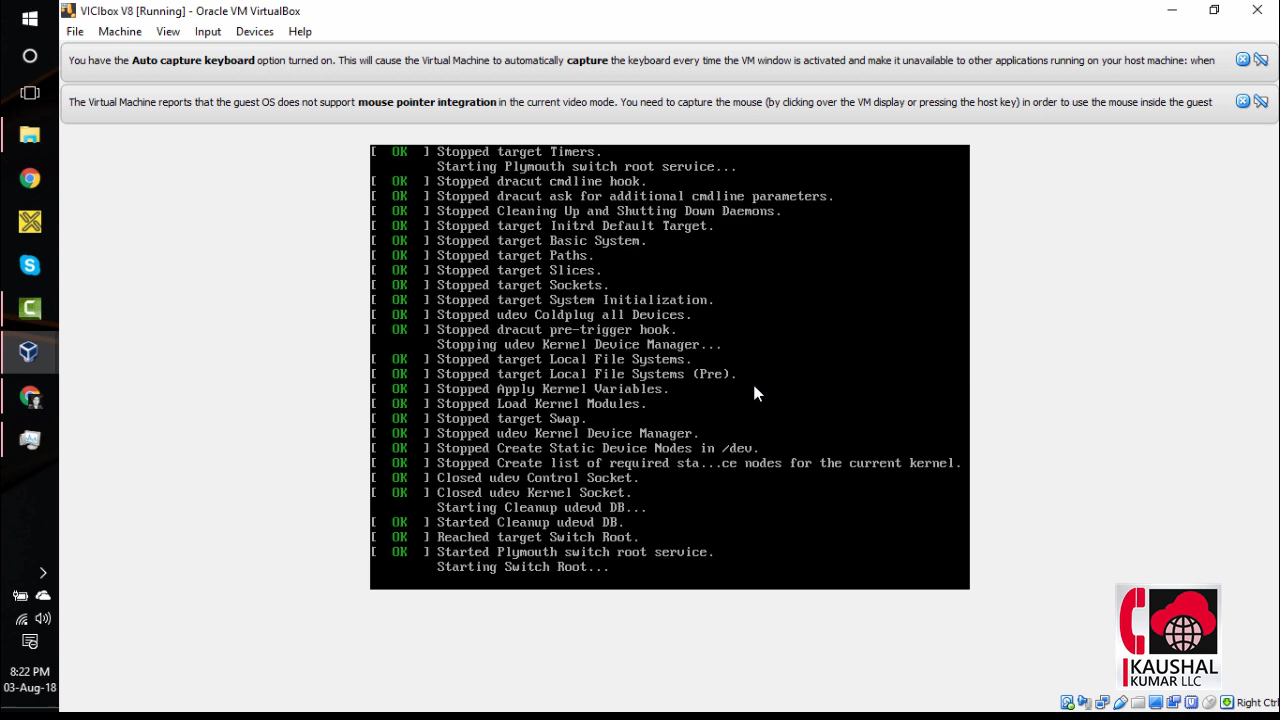 VICIbox V8 [Running] - Oracle VM VirtualBox
File Machine View Input Devices Help
You have the Auto capture keyboard option turned on. This will cause the Virtual Machine to automatically capture the keyboard every time the VM window is activated and make it unavailable to other applications running on your host machine: when
The Virtual Machine reports that the guest OS does not support mouse pointer integration in the current video mode. You need to capture the mouse (by clicking over the VM display or pressing the host key) in order to use the mouse inside the guest
[ OK ] Stopped target Timers.
Starting Plymouth switch root service...
[ OK ] Stopped dracut cmdline hook.
[ OK ] Stopped dracut ask for additional cmdline parameters.
[ OK ] Stopped Cleaning Up and Shutting Down Daemons.
[ OK ] Stopped target Initrd Default Target.
[ OK ] Stopped target Basic System.
[ OK ] Stopped target Paths.
[ OK ] Stopped target Slices.
[ OK ] Stopped target Sockets.
[ OK ] Stopped target System Initialization.
[ OK ] Stopped udev Coldplug all Devices.
[ OK ] Stopped dracut pre-trigger hook.
Stopping udev Kernel Device Manager...
[ OK ] Stopped target Local File Systems.
[ OK ] Stopped target Local File Systems (Pre).
[ OK ] Stopped Apply Kernel Variables.
[ OK ] Stopped Load Kernel Modules.
[ OK ] Stopped target Swap.
[ OK ] Stopped udev Kernel Device Manager.
[ OK ] Stopped Create Static Device Nodes in /dev.
[ OK ] Stopped Create list of required sta...ce nodes for the current kernel.
[ OK ] Closed udev Control Socket.
[ OK ] Closed udev Kernel Socket.
Starting Cleanup udevd DB...
[ OK ] Started Cleanup udevd DB.
[ OK ] Reached target Switch Root.
[ OK ] Started Plymouth switch root service.
Starting Switch Root...
KAUSHAL
KUMAR LLC
8:22 PM
03-Aug-18
Right Ctrl